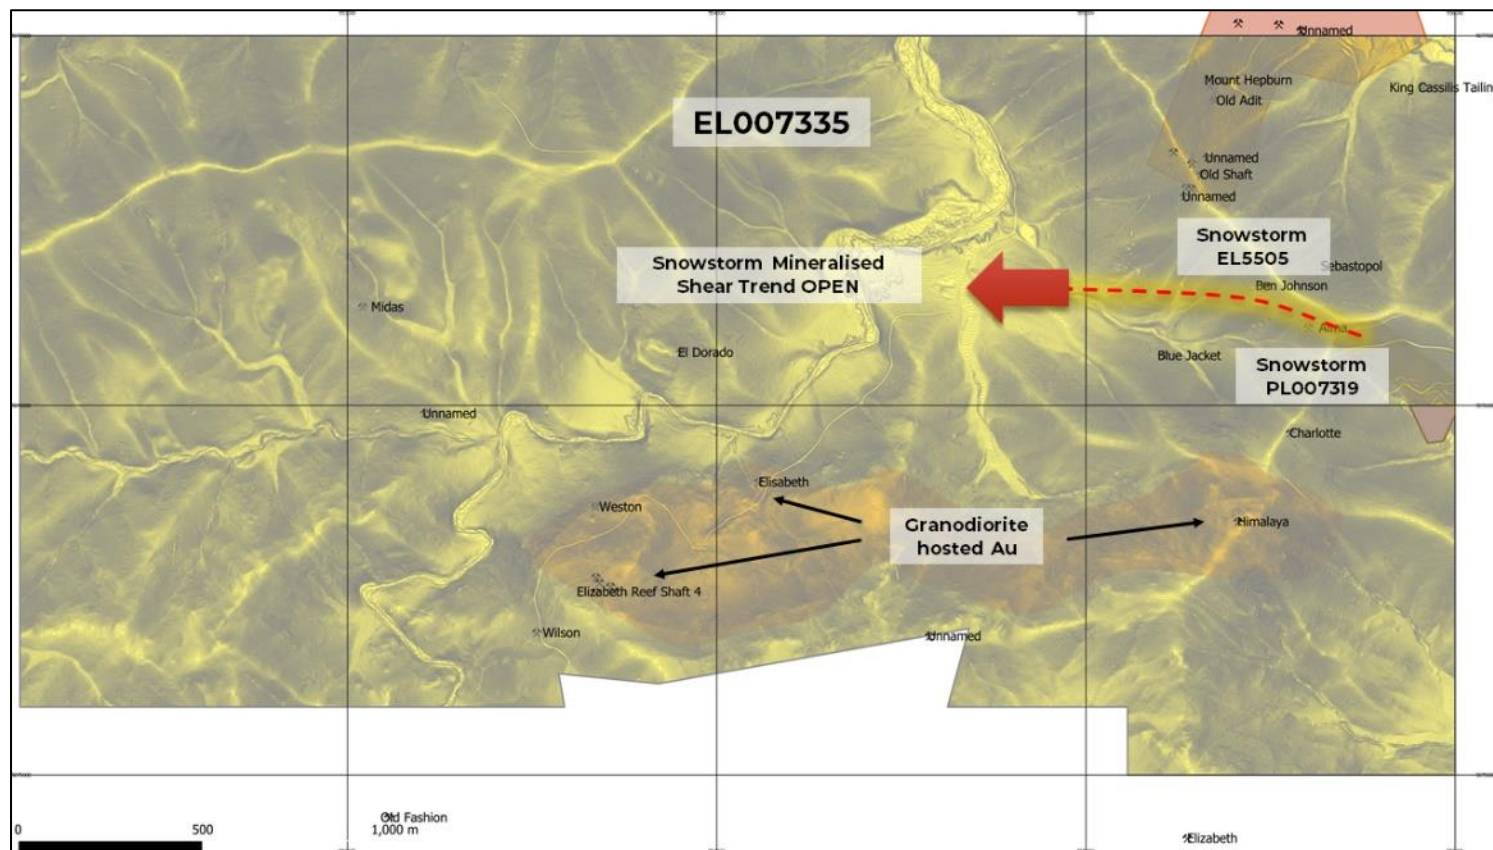 Unnamed
Mount Hepburn
King Cassilis Tailin
Old Adit
EL007335
Unnamed
Old Shaft
Unnamed
Snowstorm
EL5505
Snowstorm Mineralised
Shear Trend OPEN
Sebastopol
Ben Johnson
Midas
Alma
El Dorado
Blue Jacket
Snowstorm
PL007319
Unnamed
Charlotte
Elisabeth
Weston
Granodiorite
hosted Au
Himalaya
Elizabeth Reef Shaft 4
Wilson
Unnamed
Old Fashion
0 500 1,000 m
Elizabeth